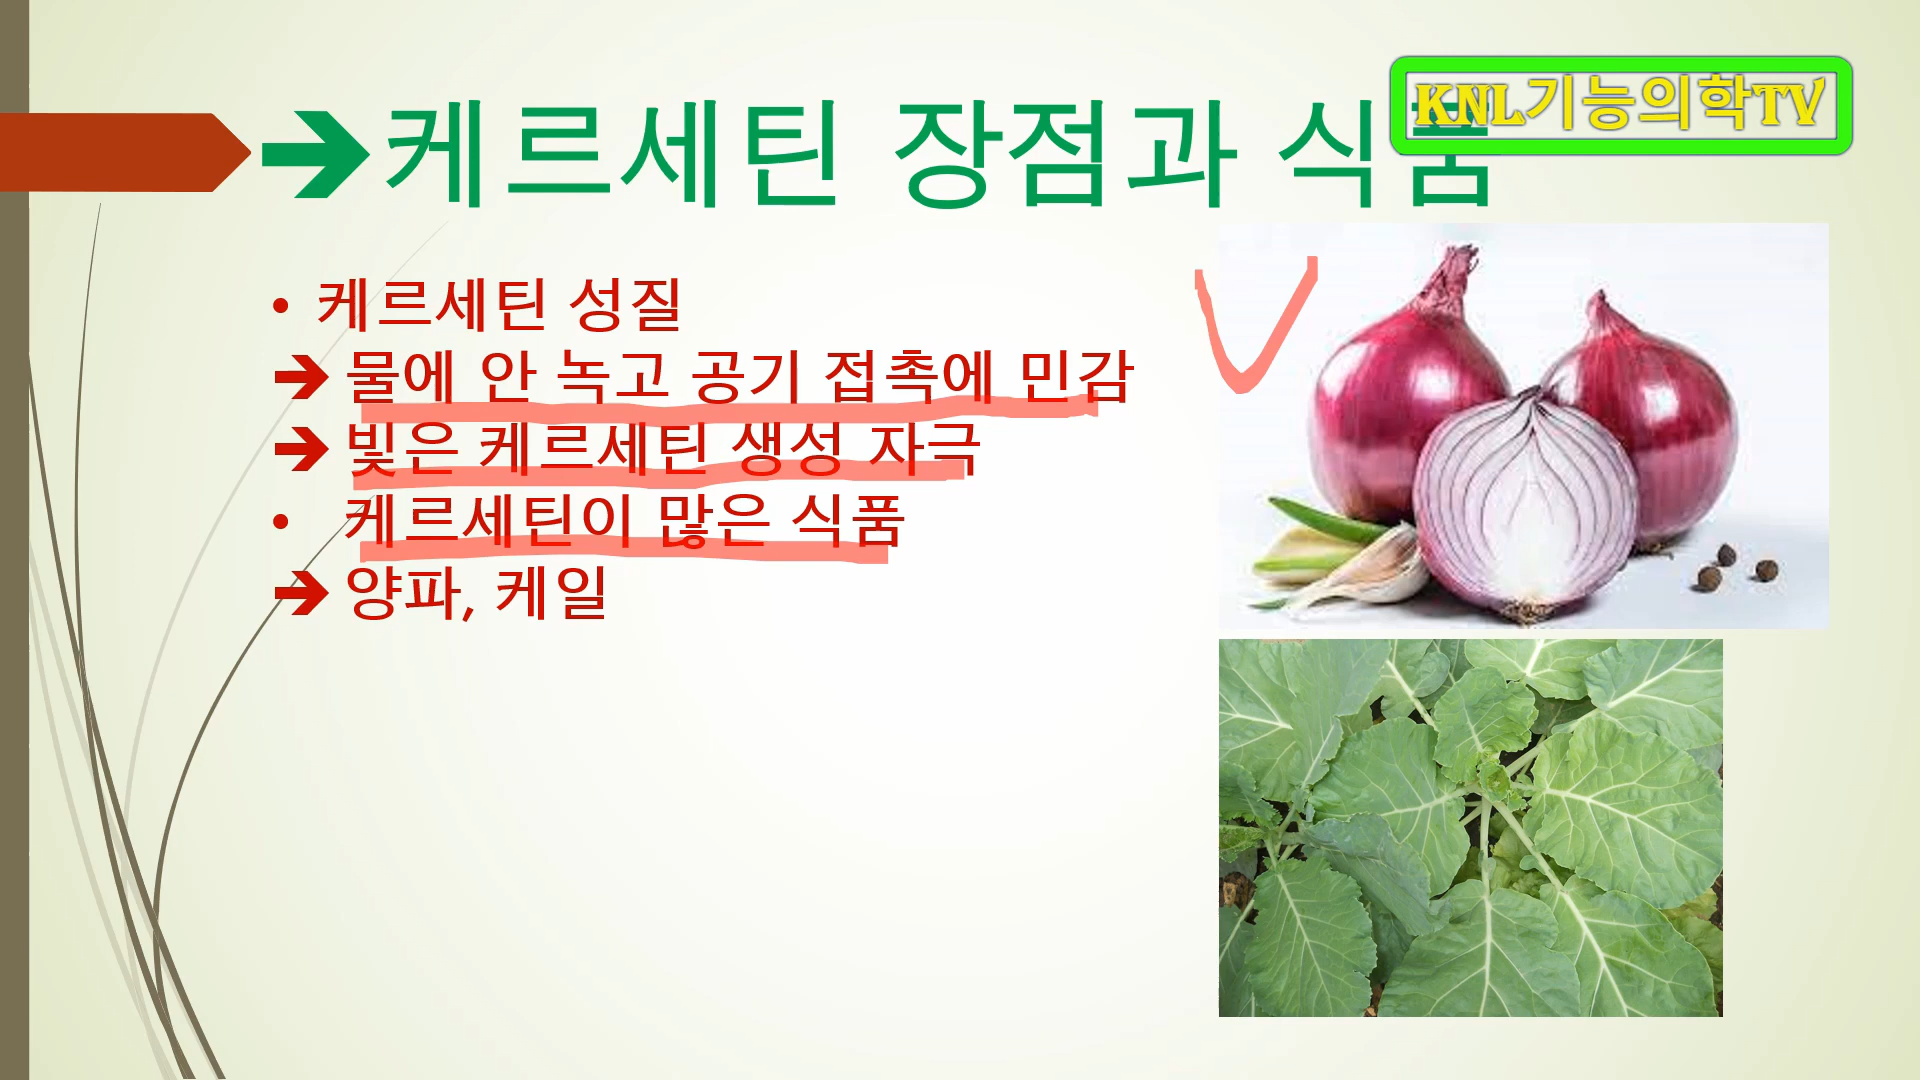 KNL기능의학TV
➔케르세틴 장점과 식품
• 케르세틴 성질
➔ 물에 안 녹고 공기 접촉에 민감
➔ 빛은 케르세틴 생성 자극
• 케르세틴이 많은 식품
➔ 양파, 케일